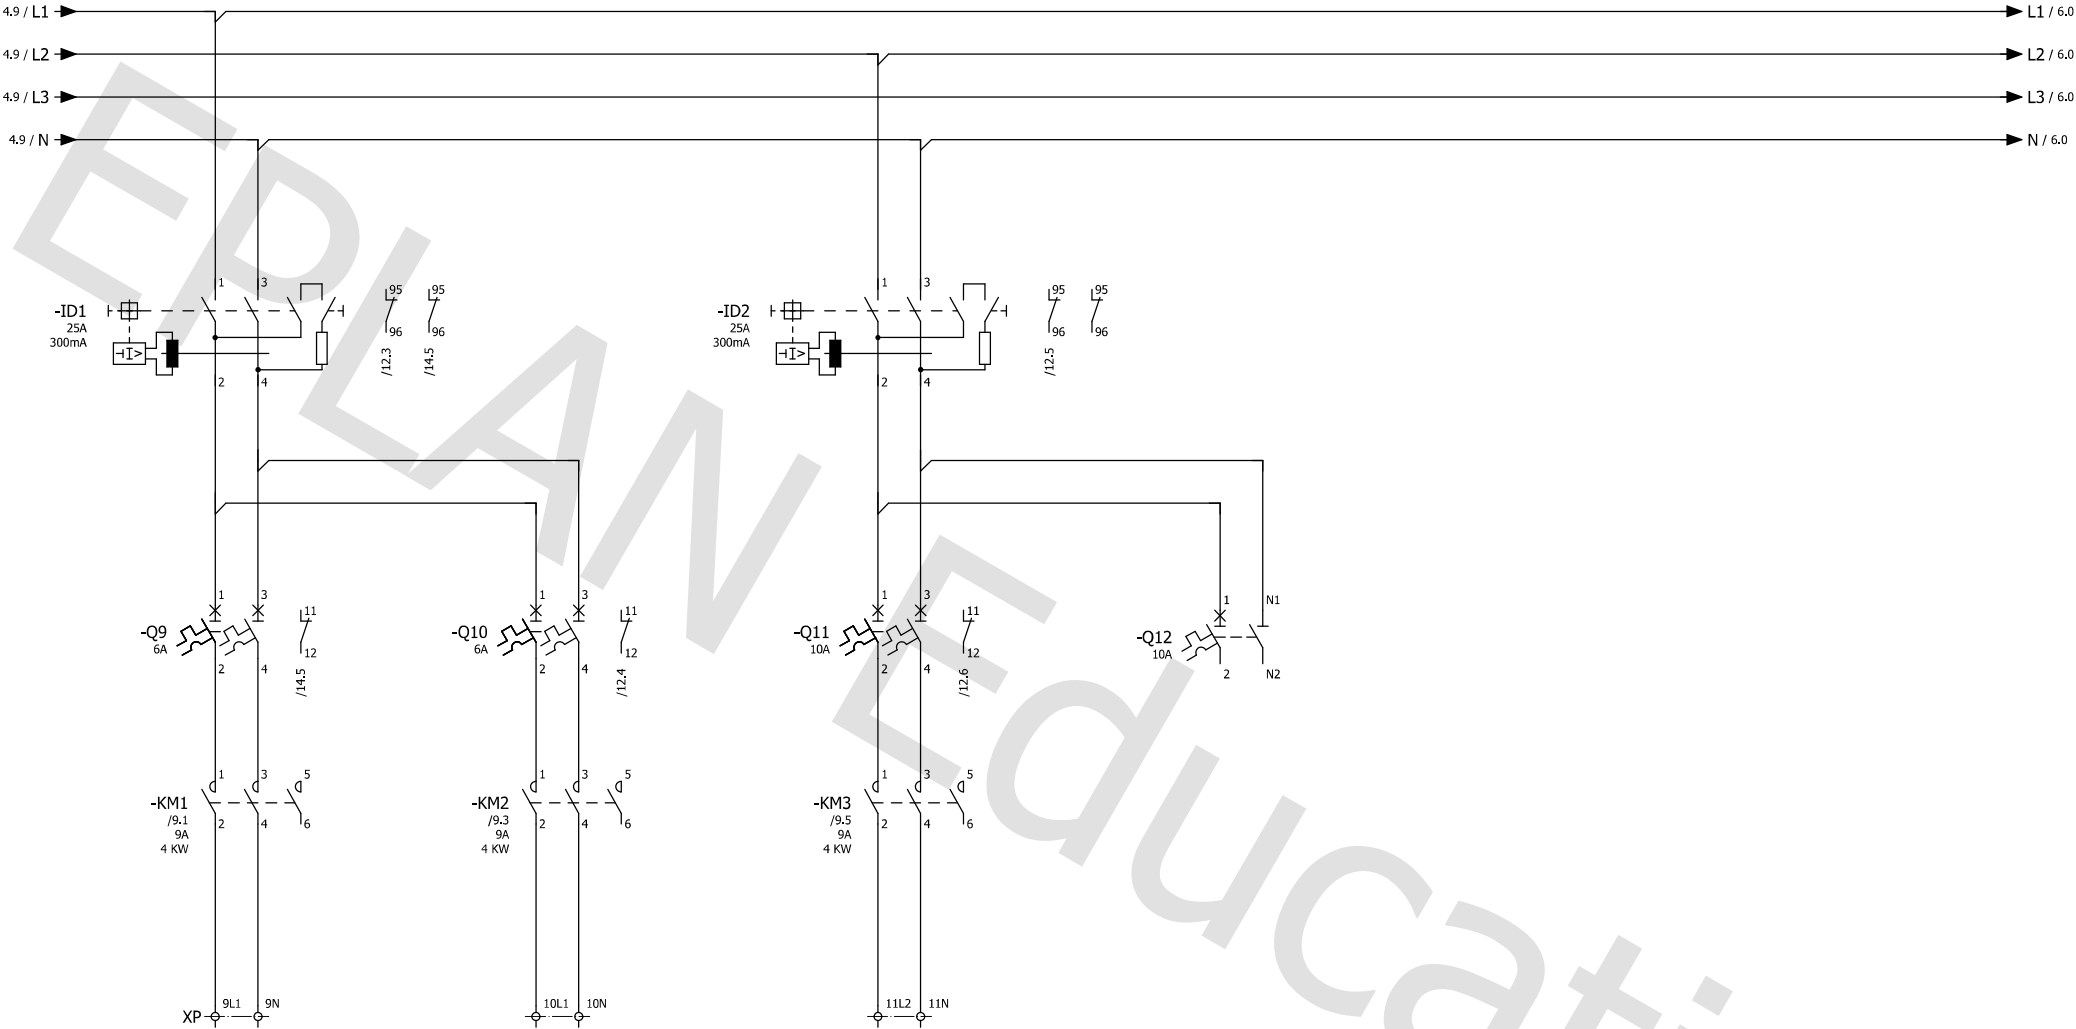 4.9 / L1
L1 / 6.0
4.9 / L2
L2 / 6.0
4.9 / L3
L3 / 6.0
4.9 / N
N / 6.0
EPLAN Educati
1 3
-ID1
25A
300mA
2 4
95 95
96 96
/12.3 /14.5
1 3
-ID2
25A
300mA
2 4
95 95
96 96
/12.5
1 3
-Q9
6A
2 4
11
12
/14.5
1 3
-Q10
6A
2 4
11
12
/12.4
1 3
-Q11
10A
2 4
11
12
/12.6
1 N1
-Q12
10A
2 N2
1 3 5
-KM1
/9.1
9A
4 KW
2 4 6
1 3 5
-KM2
/9.3
9A
4 KW
2 4 6
1 3 5
-KM3
/9.5
9A
4 KW
2 4 6
XP 9L1 9N 10L1 10N 11L2 11N